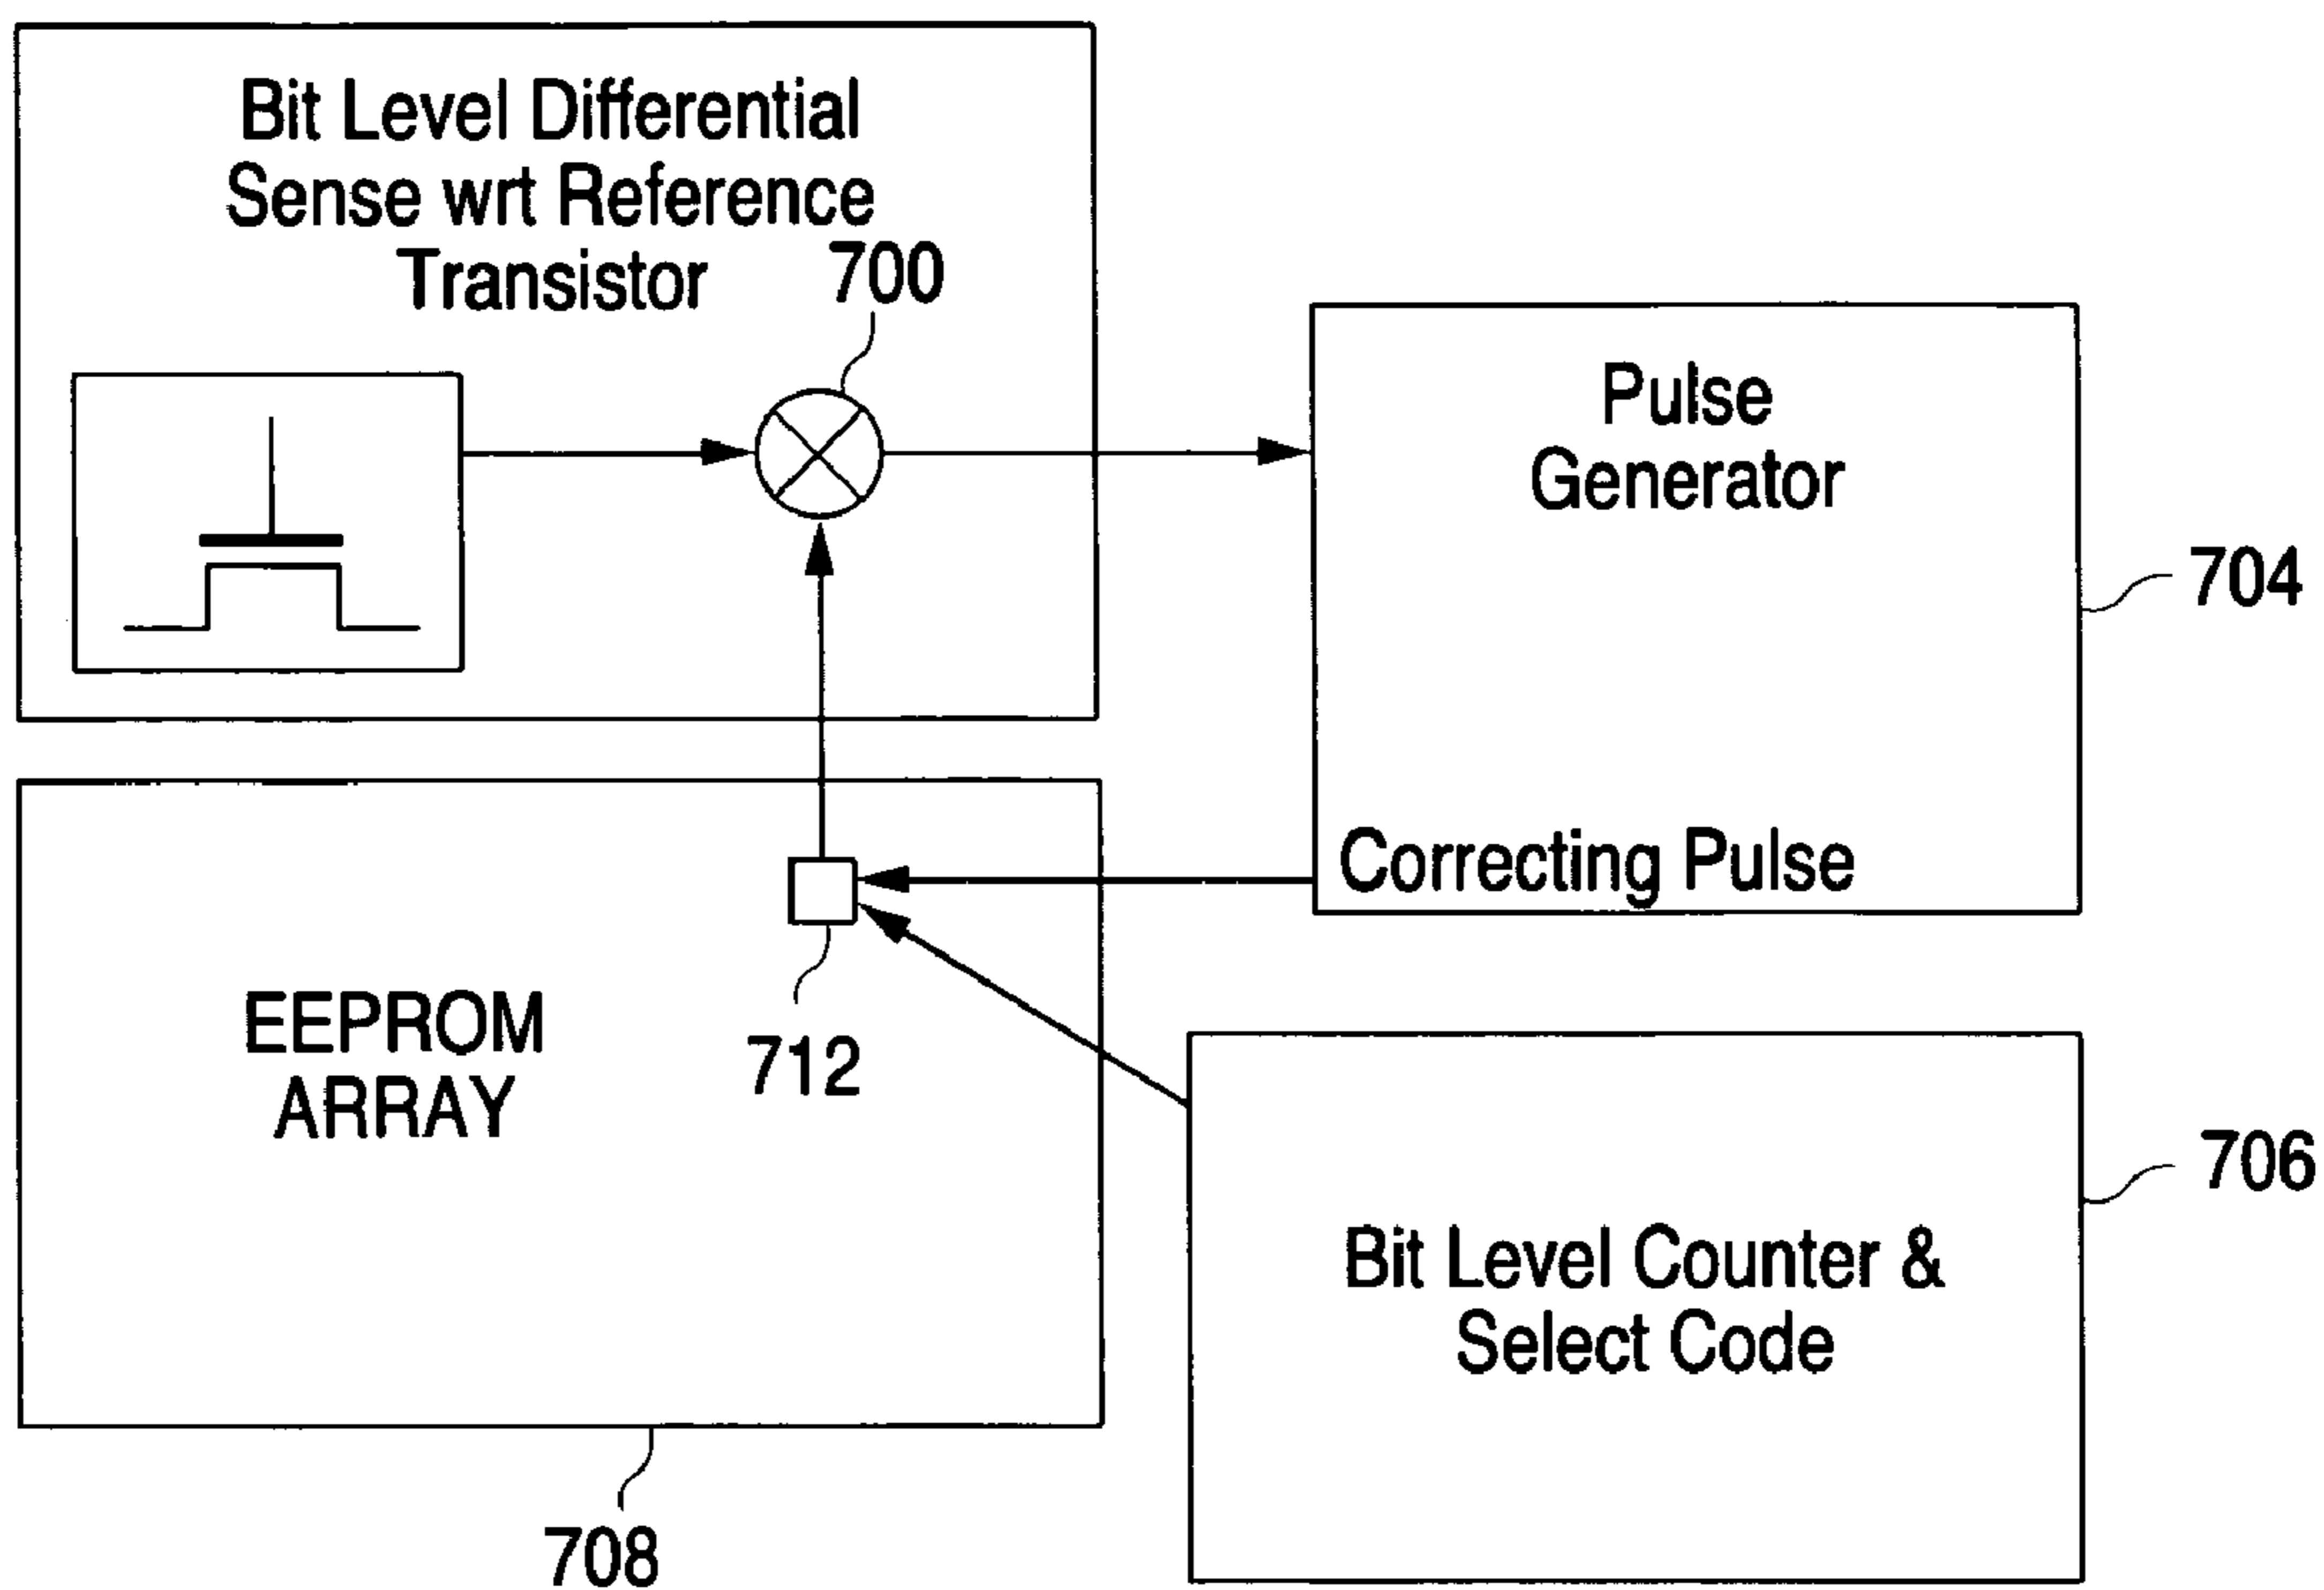 Bit Level Differential
Sense wrt Reference
Transistor
700
Pulse
Generator
704
Correcting Pulse
EEPROM
ARRAY
712
706
Bit Level Counter &
Select Code
708